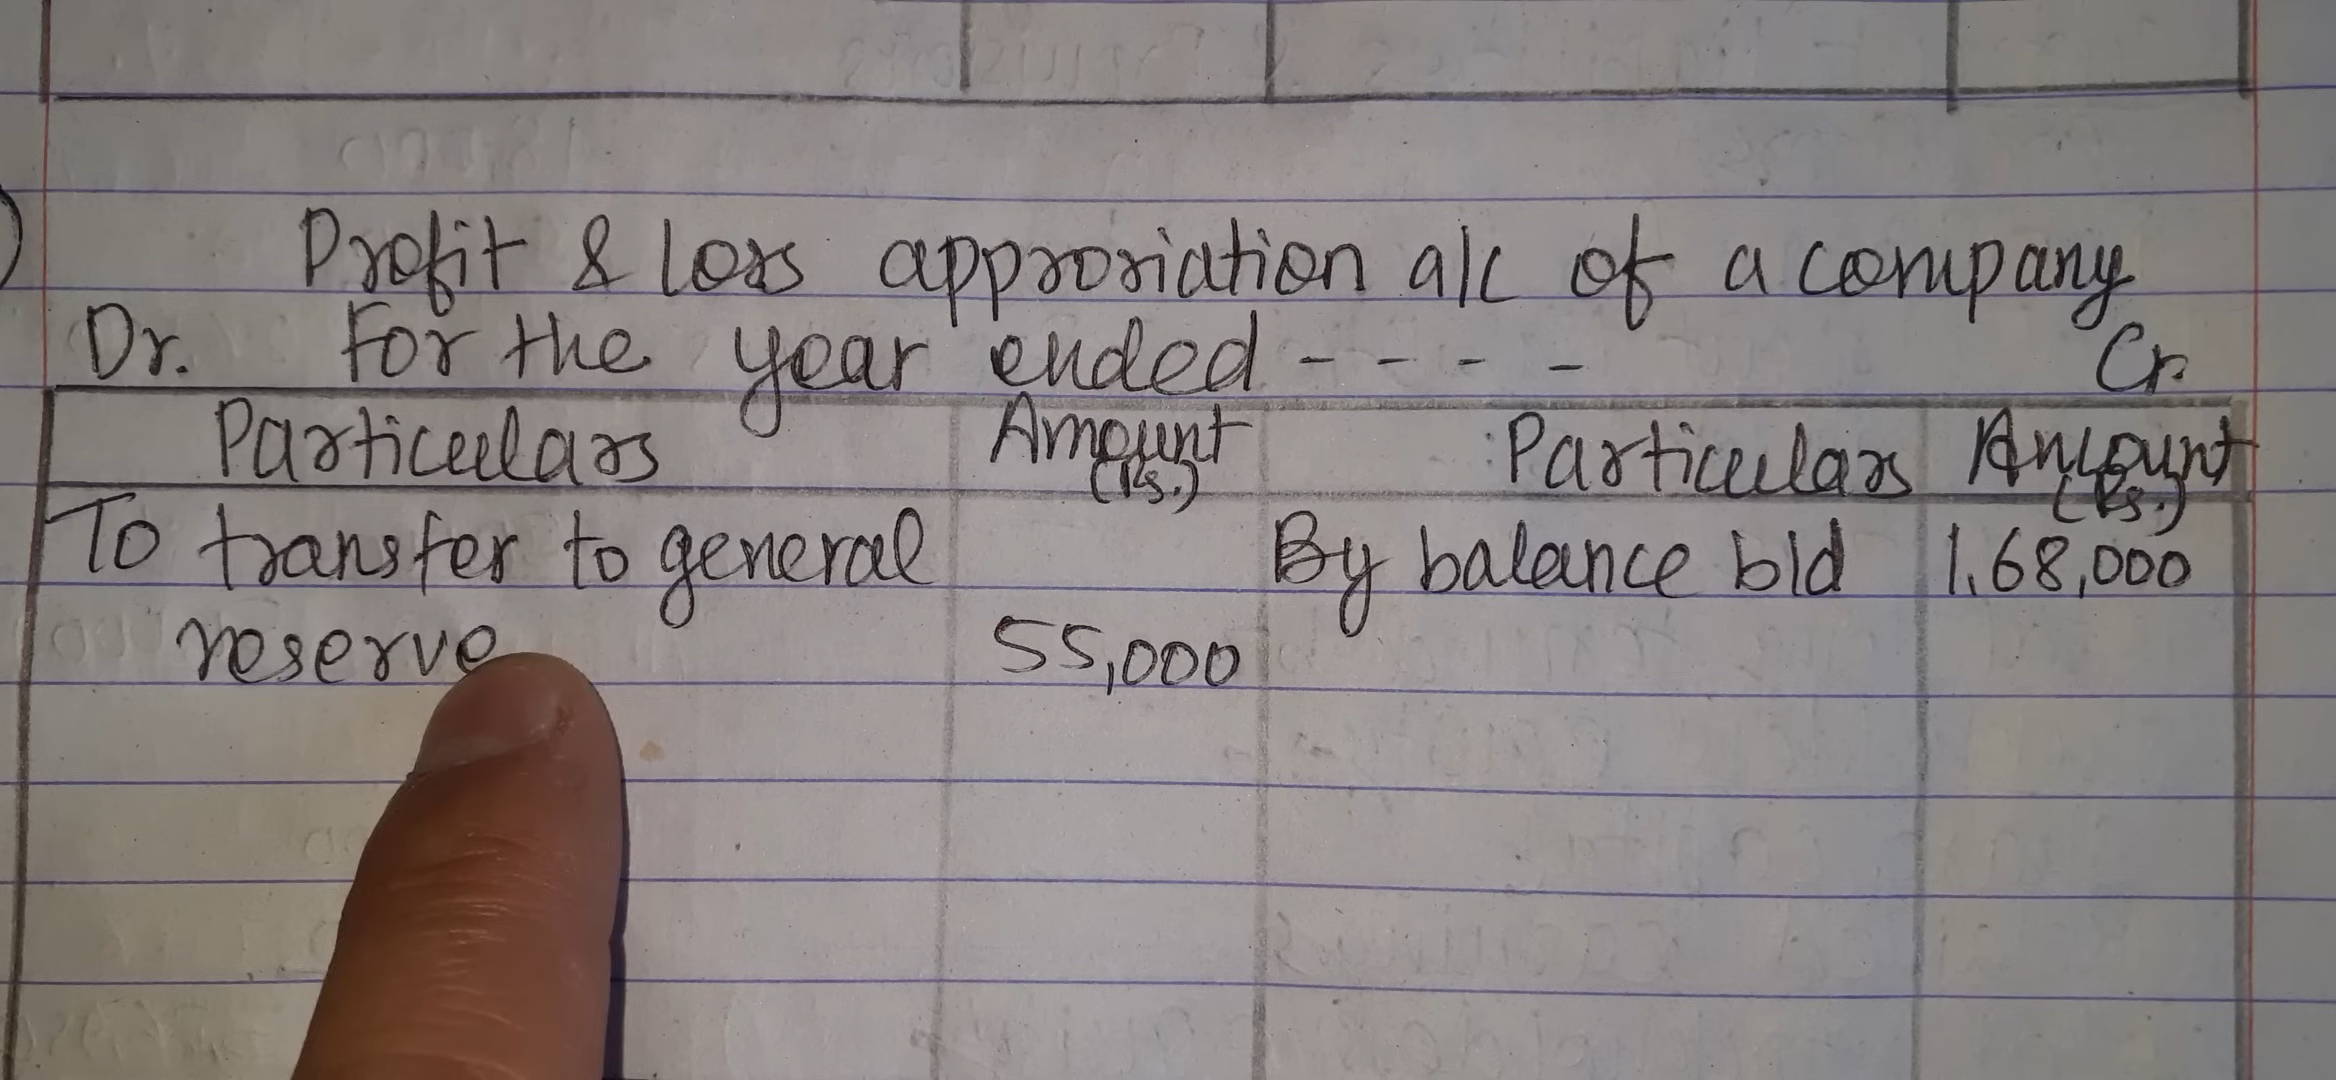 Profit & loss approriation a/c of a company
Dr. For the year ended - - - - Cr.
Particulars Amount (Rs.) Particulars Amount (Rs.)
To transfer to general By balance b/d 1,68,000
reserve 55,000